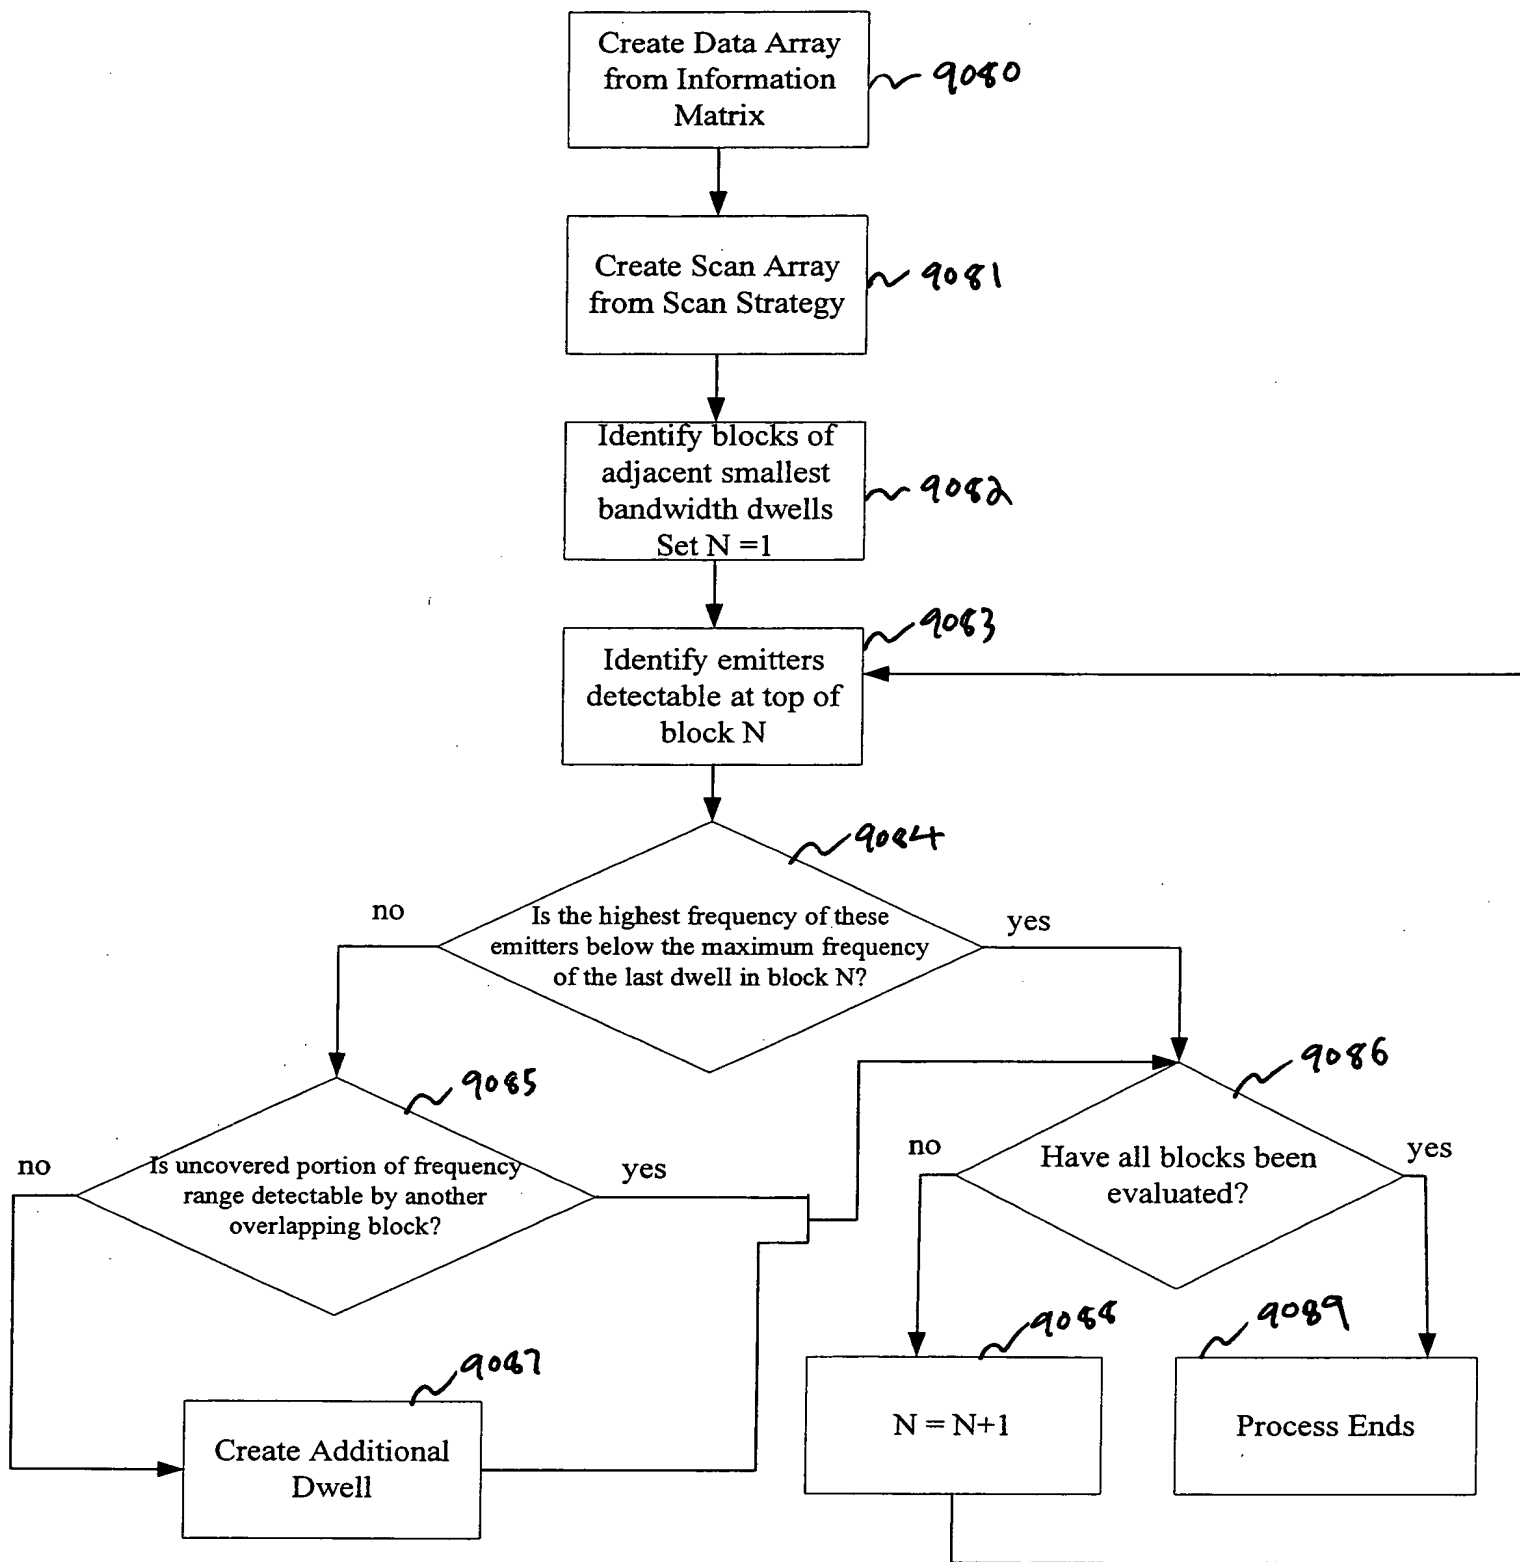 Create Data Array
from Information
Matrix
9080
Create Scan Array
from Scan Strategy
9081
Identify blocks of
adjacent smallest
bandwidth dwells
Set N =1
9082
9083
Identify emitters
detectable at top of
block N
9084
no
Is the highest frequency of these
emitters below the maximum frequency
of the last dwell in block N?
yes
9085
no
Is uncovered portion of frequency
range detectable by another
overlapping block?
yes
9086
no
Have all blocks been
evaluated?
yes
9087
Create Additional
Dwell
9088
N = N+1
9089
Process Ends